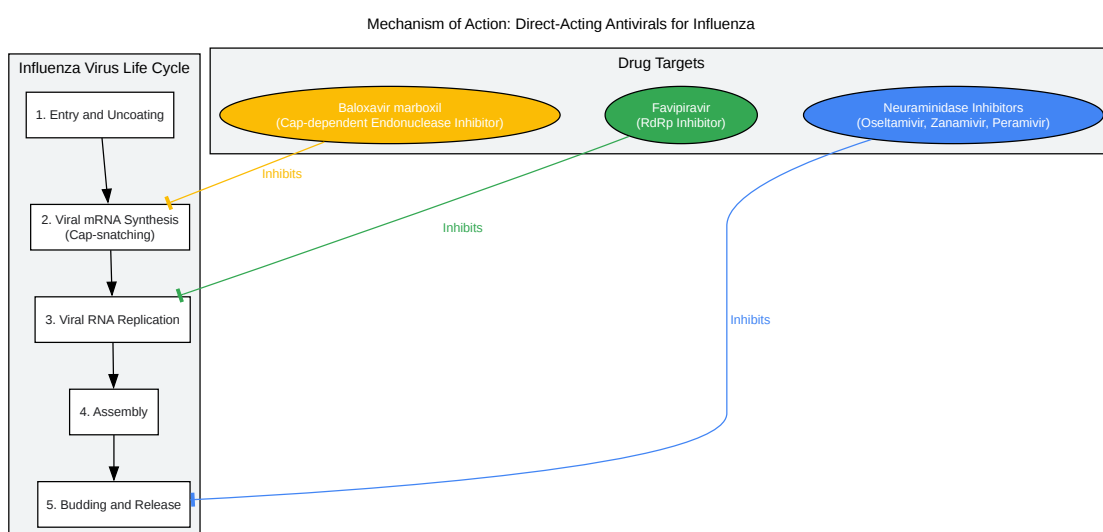 Mechanism of Action: Direct-Acting Antivirals for Influenza
Influenza Virus Life Cycle
Drug Targets
1. Entry and Uncoating
Baloxavir marboxil
(Cap-dependent Endonuclease Inhibitor)
Favipiravir
(RdRp Inhibitor)
Neuraminidase Inhibitors
(Oseltamivir, Zanamivir, Peramivir)
Inhibits
2. Viral mRNA Synthesis
(Cap-snatching)
Inhibits
3. Viral RNA Replication
Inhibits
4. Assembly
5. Budding and Release